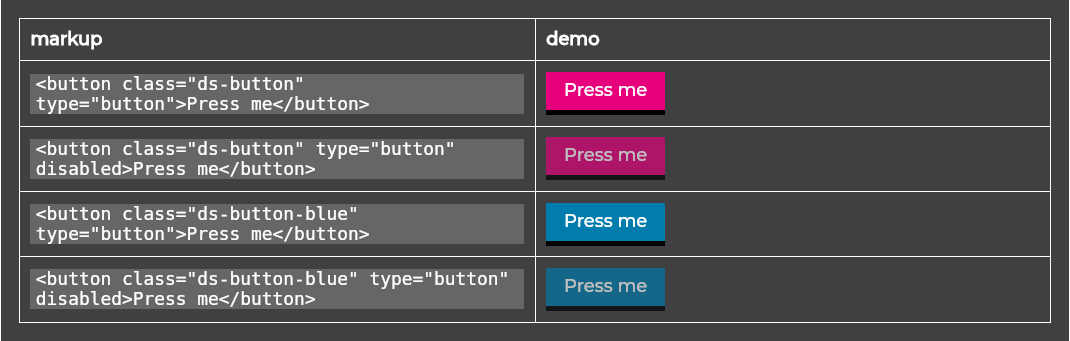 markup
demo
<button class="ds-button"
type="button">Press me</button>
Press me
<button class="ds-button" type="button"
disabled>Press me</button>
Press me
<button class="ds-button-blue"
type="button">Press me</button>
Press me
<button class="ds-button-blue" type="button"
disabled>Press me</button>
Press me